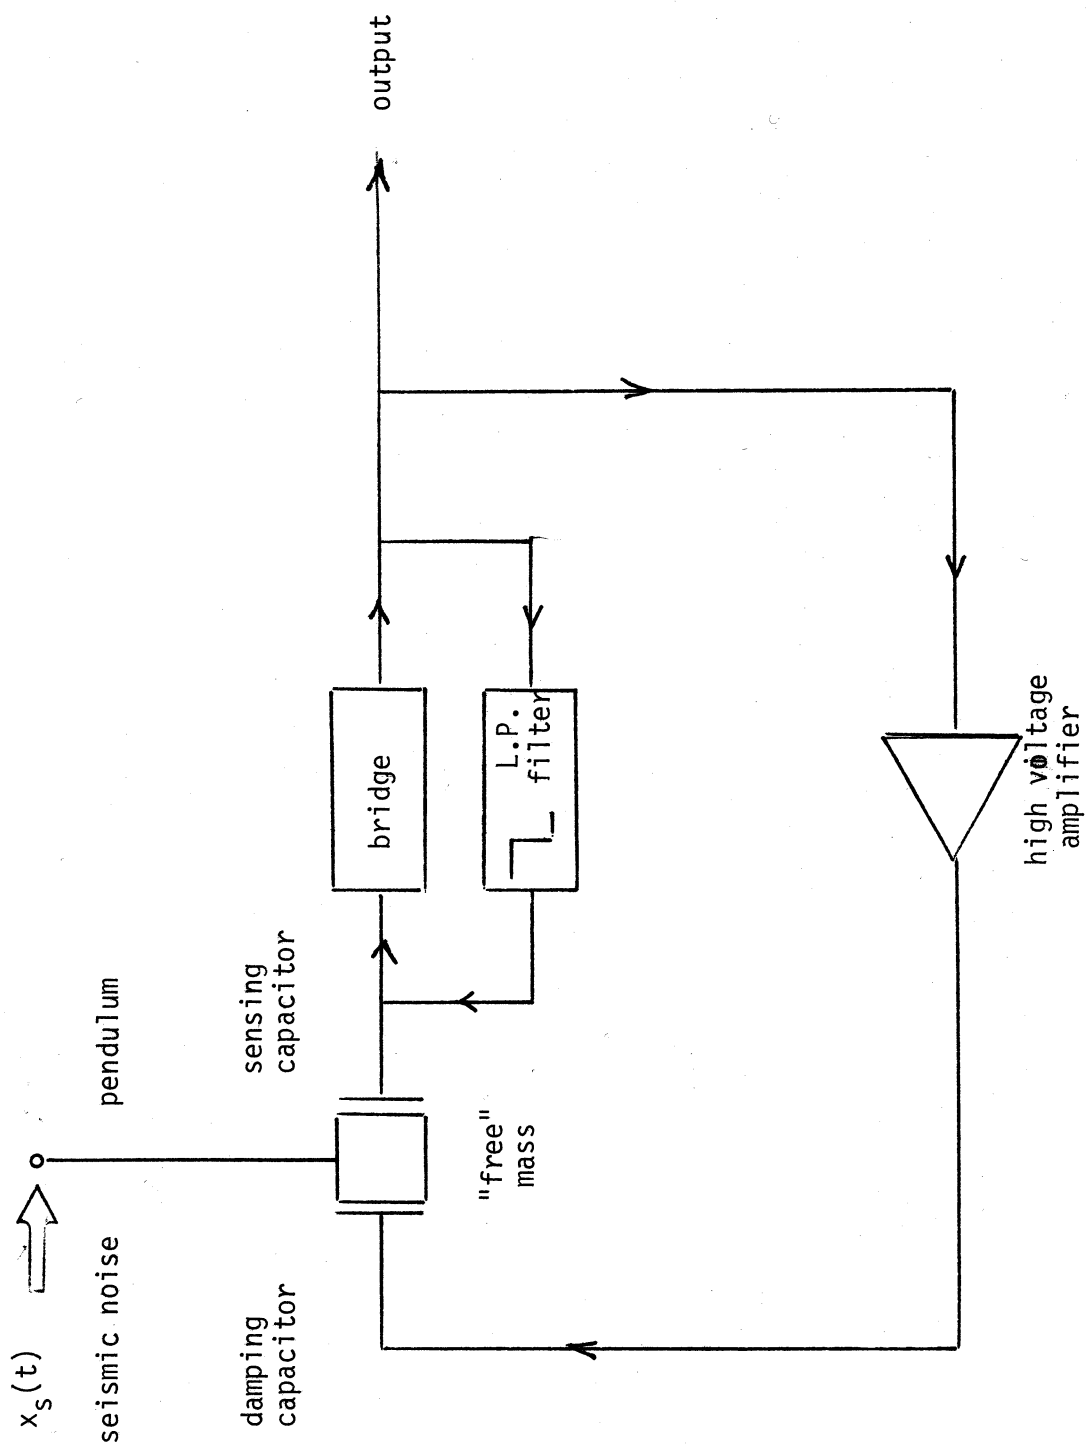 x_s(t)
seismic noise
pendulum
damping
capacitor
sensing
capacitor
"free"
mass
bridge
L.P.
filter
output
high voltage
amplifier